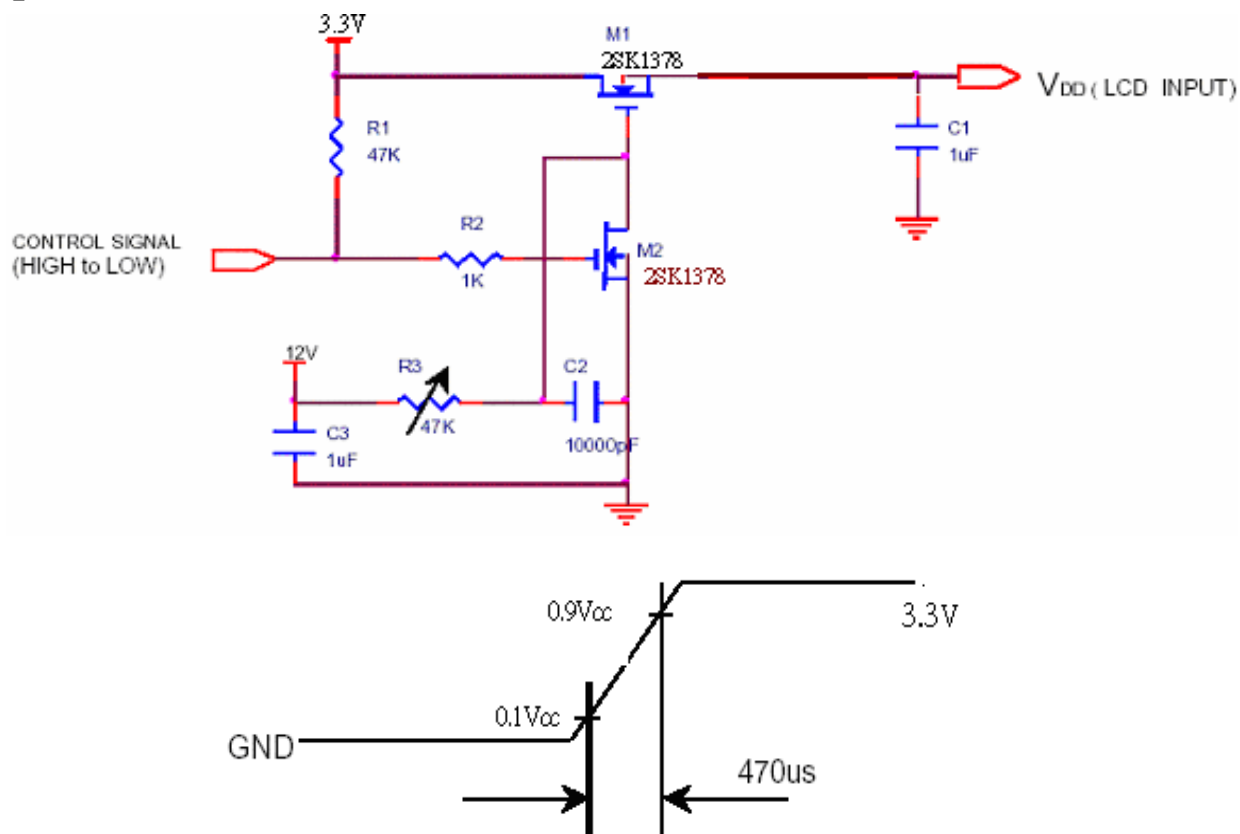 3.3V
M1
2SK1378
VDD ( LCD INPUT)
R1
47K
C1
1uF
CONTROL SIGNAL
(HIGH to LOW)
R2
1K
M2
2SK1378
12V
R3
47K
C2
10000pF
C3
1uF
0.9Vcc
3.3V
0.1Vcc
GND
470us